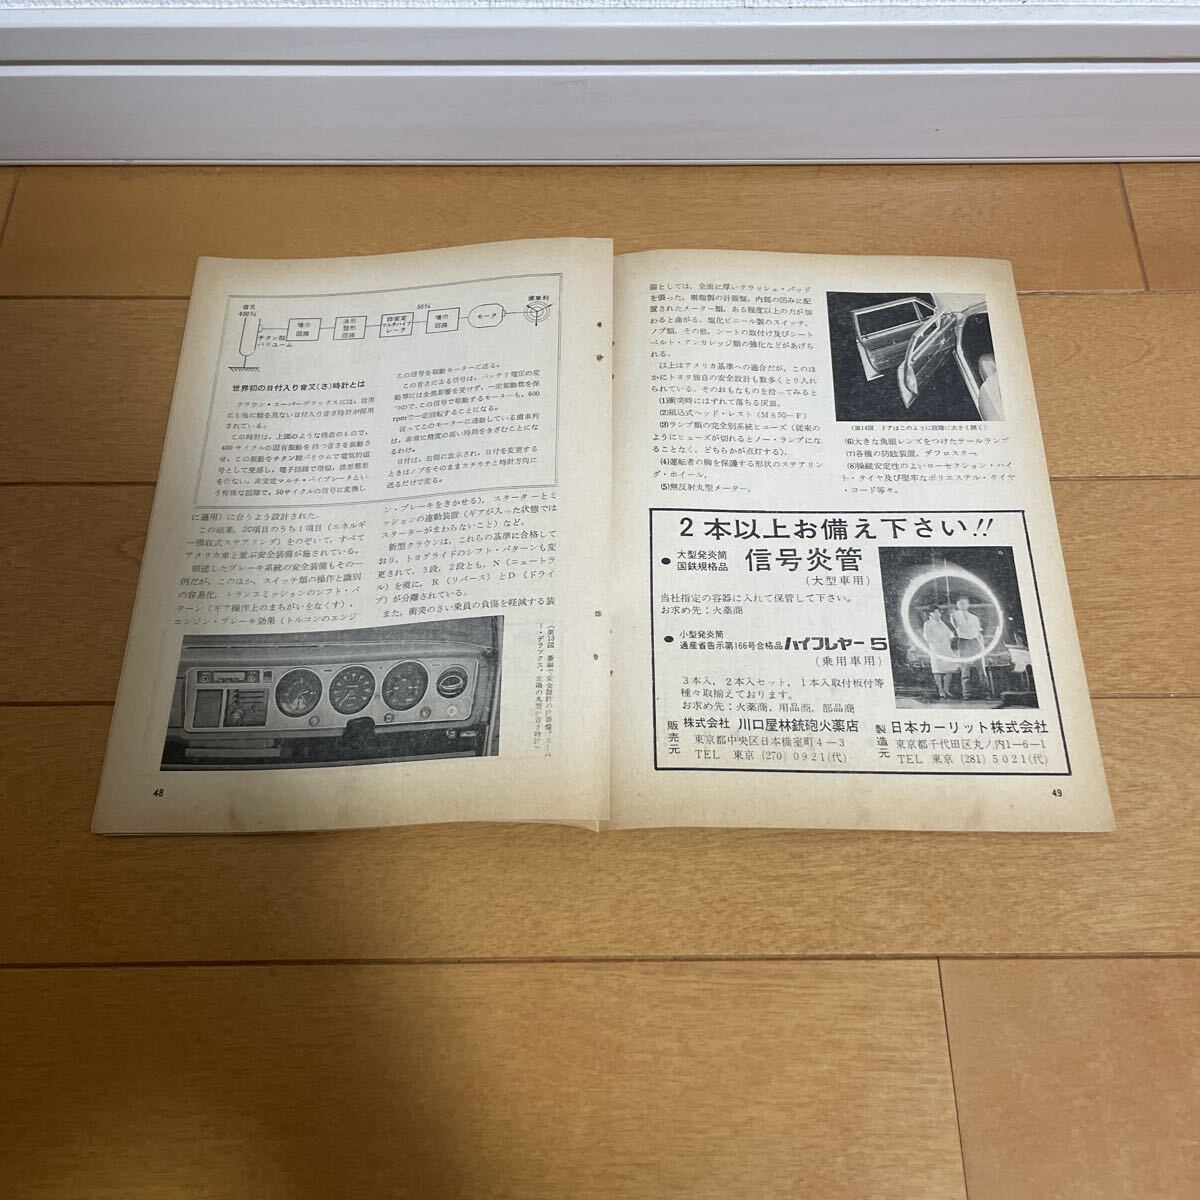 音叉
400%
チタン酸
バリューム
増巾
回路
波形
整形
回路
非安定
マルチバイブ
レータ
50%
増巾
回路
モータ
歯車列
世界初の日付入り音叉(さ)時計とは
クラウン・スーパーデラックスには,世界
にも他に類を見ない日付入り音さ時計が採用
されている。
この時計は,上図のような構造のもので,
400サイクルの固有振動を持つ音さを振動さ
せ,この振動をチタン酸バリウムで電気的信
号として受感し,電子回路で増幅,波形整形
を行ない,非安定マルチ・バイブレータとい
う特殊な回路で,50サイクルの信号に変換し
この信号を駆動モーターに送る。
この音さによる信号は,バッテリ電圧の変
動等には全然影響を受けず,一定振動数を保
つので,この信号で駆動するモーターも,600
rpmで一定回転することになる。
従ってこのモーターに連動している歯車列
は,非常に精度の高い時刻をきざむことにな
るわけ。
日付は,右側に表示され,日付を変更する
ときはノブをそのままカチカチと時計方向に
送るだけで変る。
に適用)に合うよう設計された。
この結果,20項目のうち1項目(エネルギ
ー吸収式ステアリング)をのぞいて,すべて
アメリカ車と並ぶ安全装備が施されている。
前述したブレーキ系統の安全装備もその一
例だが,このほか,スイッチ類の操作と識別
の容易化,トランスミッションのシフト・パ
ターン(ギア操作上のまちがいをなくす),
エンジン・ブレーキ効果(トルコンのエンジ
ン・ブレーキをきかせる),スターターとミ
ッションの連動装置(ギアが入った状態では
スターターがまわらないこと)など。
新型クラウンは,これらの基準に合格して
おり,トヨグライドのシフト・パターンも変
更されて,3段,2段とも,N(ニュートラ
ル)を境に,R(リバース)とD(ドライ
ブ)が分離されている。
また,衝突のさい乗員の負傷を軽減する装
(第13図 豪華で安全設計の計器盤。スーパ
ー・デラックス。左端の丸型が音さ時計)
48
備としては,全面に厚いクラッシュ・パッド
を張った,樹脂製の計器盤,内部の凹みに配
置されたメーター類,ある程度以上の力が加
わると曲がる,塩化ビニール製のスイッチ,
ノブ類,その他,シートの取付け及びシート
ベルト・アンカレッジ類の強化などがあげら
れる。
以上はアメリカ基準への適合だが,このほ
かにトヨタ独自の安全設計も数多くとり入れ
られている。そのおもなものを拾ってみると
(1)衝突時にはずれて落ちる灰皿,
(2)組込式ヘッド・レスト(MS50―F)
(3)ランプ類の完全別系統ヒューズ(従来の
ようにヒューズが切れるとノー・ランプにな
ることなく,どちらかが点灯する),
(4)運転者の胸を保護する形状のステアリン
グ・ホイール,
(5)無反射丸型メーター,
(第14図 ドアはこのように段階に大きく開く)
(6)大きな魚眼レンズをつけたテールランプ
(7)各種の防眩装置,デフロスター,
(8)操縦安定性のよいローセクション・ハイ
ト・タイヤ及び堅牢なポリエステル・タイヤ
・コード等々。
2本以上お備え下さい!!
●大型発炎筒
国鉄規格品
信号炎管
(大型車用)
当社指定の容器に入れて保管して下さい。
お求め先:火薬商
●小型発炎筒
通産省告示第166号合格品
ハイフレヤー5
(乗用車用)
3本入,2本入セット,1本入取付板付等
種々取揃えております。
お求め先:火薬商,用品商,部品商
販売元
株式会社 川口屋林銃砲火薬店
東京都中央区日本橋室町4―3
TEL 東京(270)0921(代)
製造元
日本カーリット株式会社
東京都千代田区丸ノ内1―6―1
TEL 東京(281)5021(代)
49